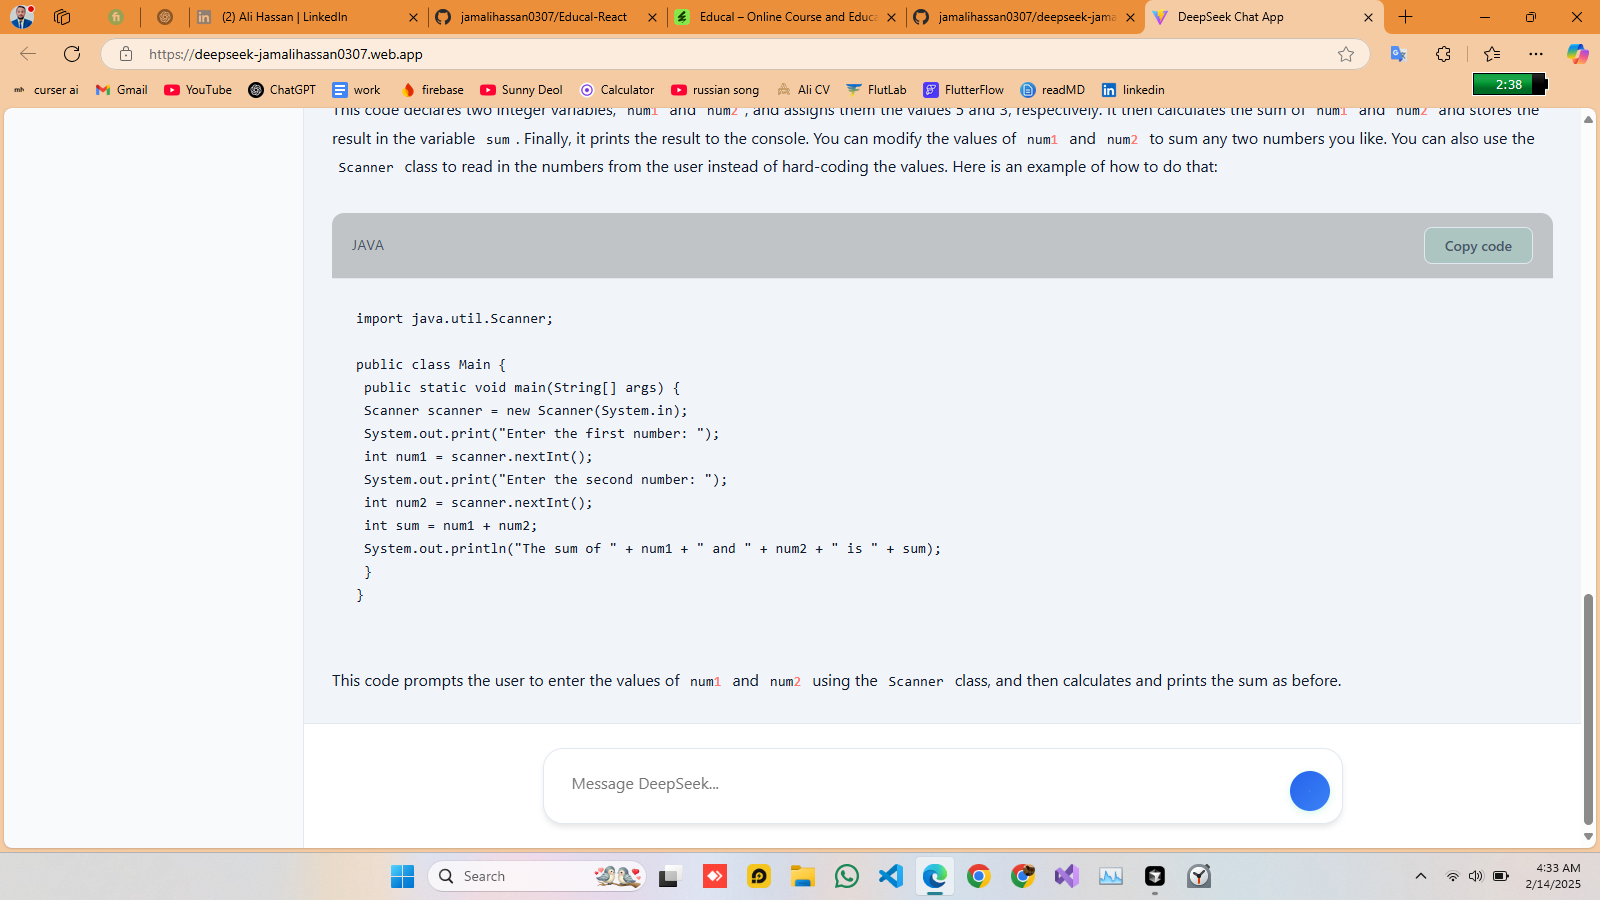 (2) Ali Hassan | LinkedIn
jamalihassan0307/Educal-React
Educal – Online Course and Educa
jamalihassan0307/deepseek-jama
DeepSeek Chat App
https://deepseek-jamalihassan0307.web.app
curser ai
Gmail
YouTube
ChatGPT
work
firebase
Sunny Deol
Calculator
russian song
Ali CV
FlutLab
FlutterFlow
readMD
linkedin
2:38
This code declares two integer variables, num1 and num2 , and assigns them the values 5 and 3, respectively. It then calculates the sum of num1 and num2 and stores the
result in the variable sum . Finally, it prints the result to the console. You can modify the values of num1 and num2 to sum any two numbers you like. You can also use the
Scanner class to read in the numbers from the user instead of hard-coding the values. Here is an example of how to do that:
JAVA
Copy code
import java.util.Scanner;
public class Main {
public static void main(String[] args) {
Scanner scanner = new Scanner(System.in);
System.out.print("Enter the first number: ");
int num1 = scanner.nextInt();
System.out.print("Enter the second number: ");
int num2 = scanner.nextInt();
int sum = num1 + num2;
System.out.println("The sum of " + num1 + " and " + num2 + " is " + sum);
}
}
This code prompts the user to enter the values of num1 and num2 using the Scanner class, and then calculates and prints the sum as before.
Message DeepSeek...
Search
4:33 AM
2/14/2025